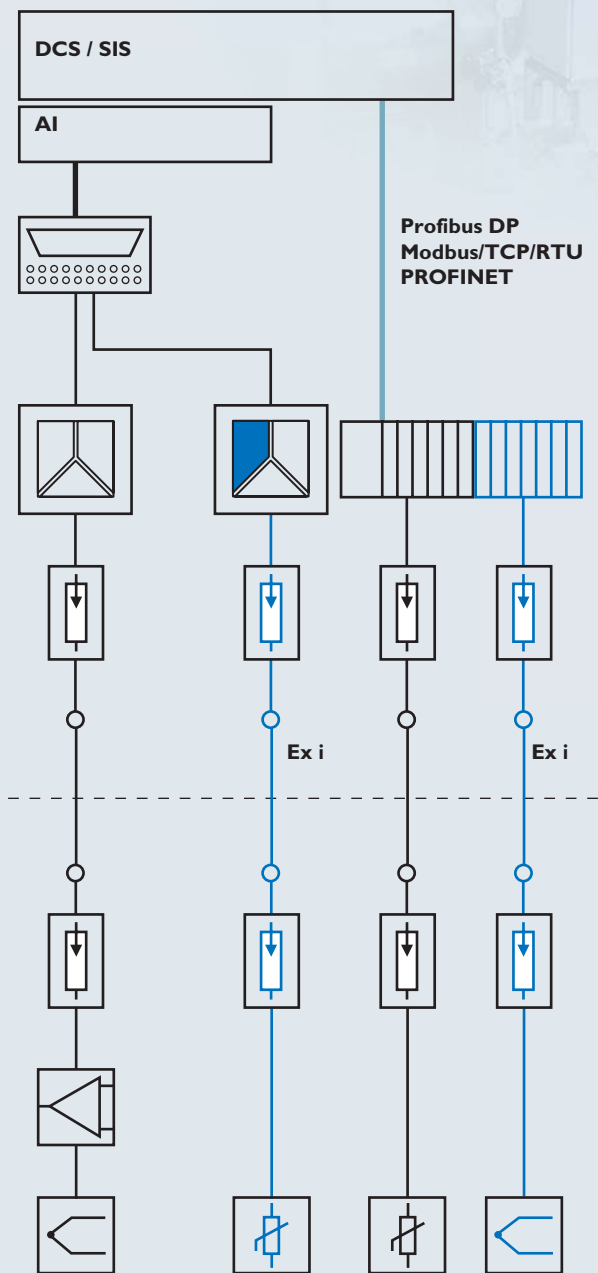 DCS / SIS
AI
Profibus DP
Modbus/TCP/RTU
PROFINET
Ex i
Ex i